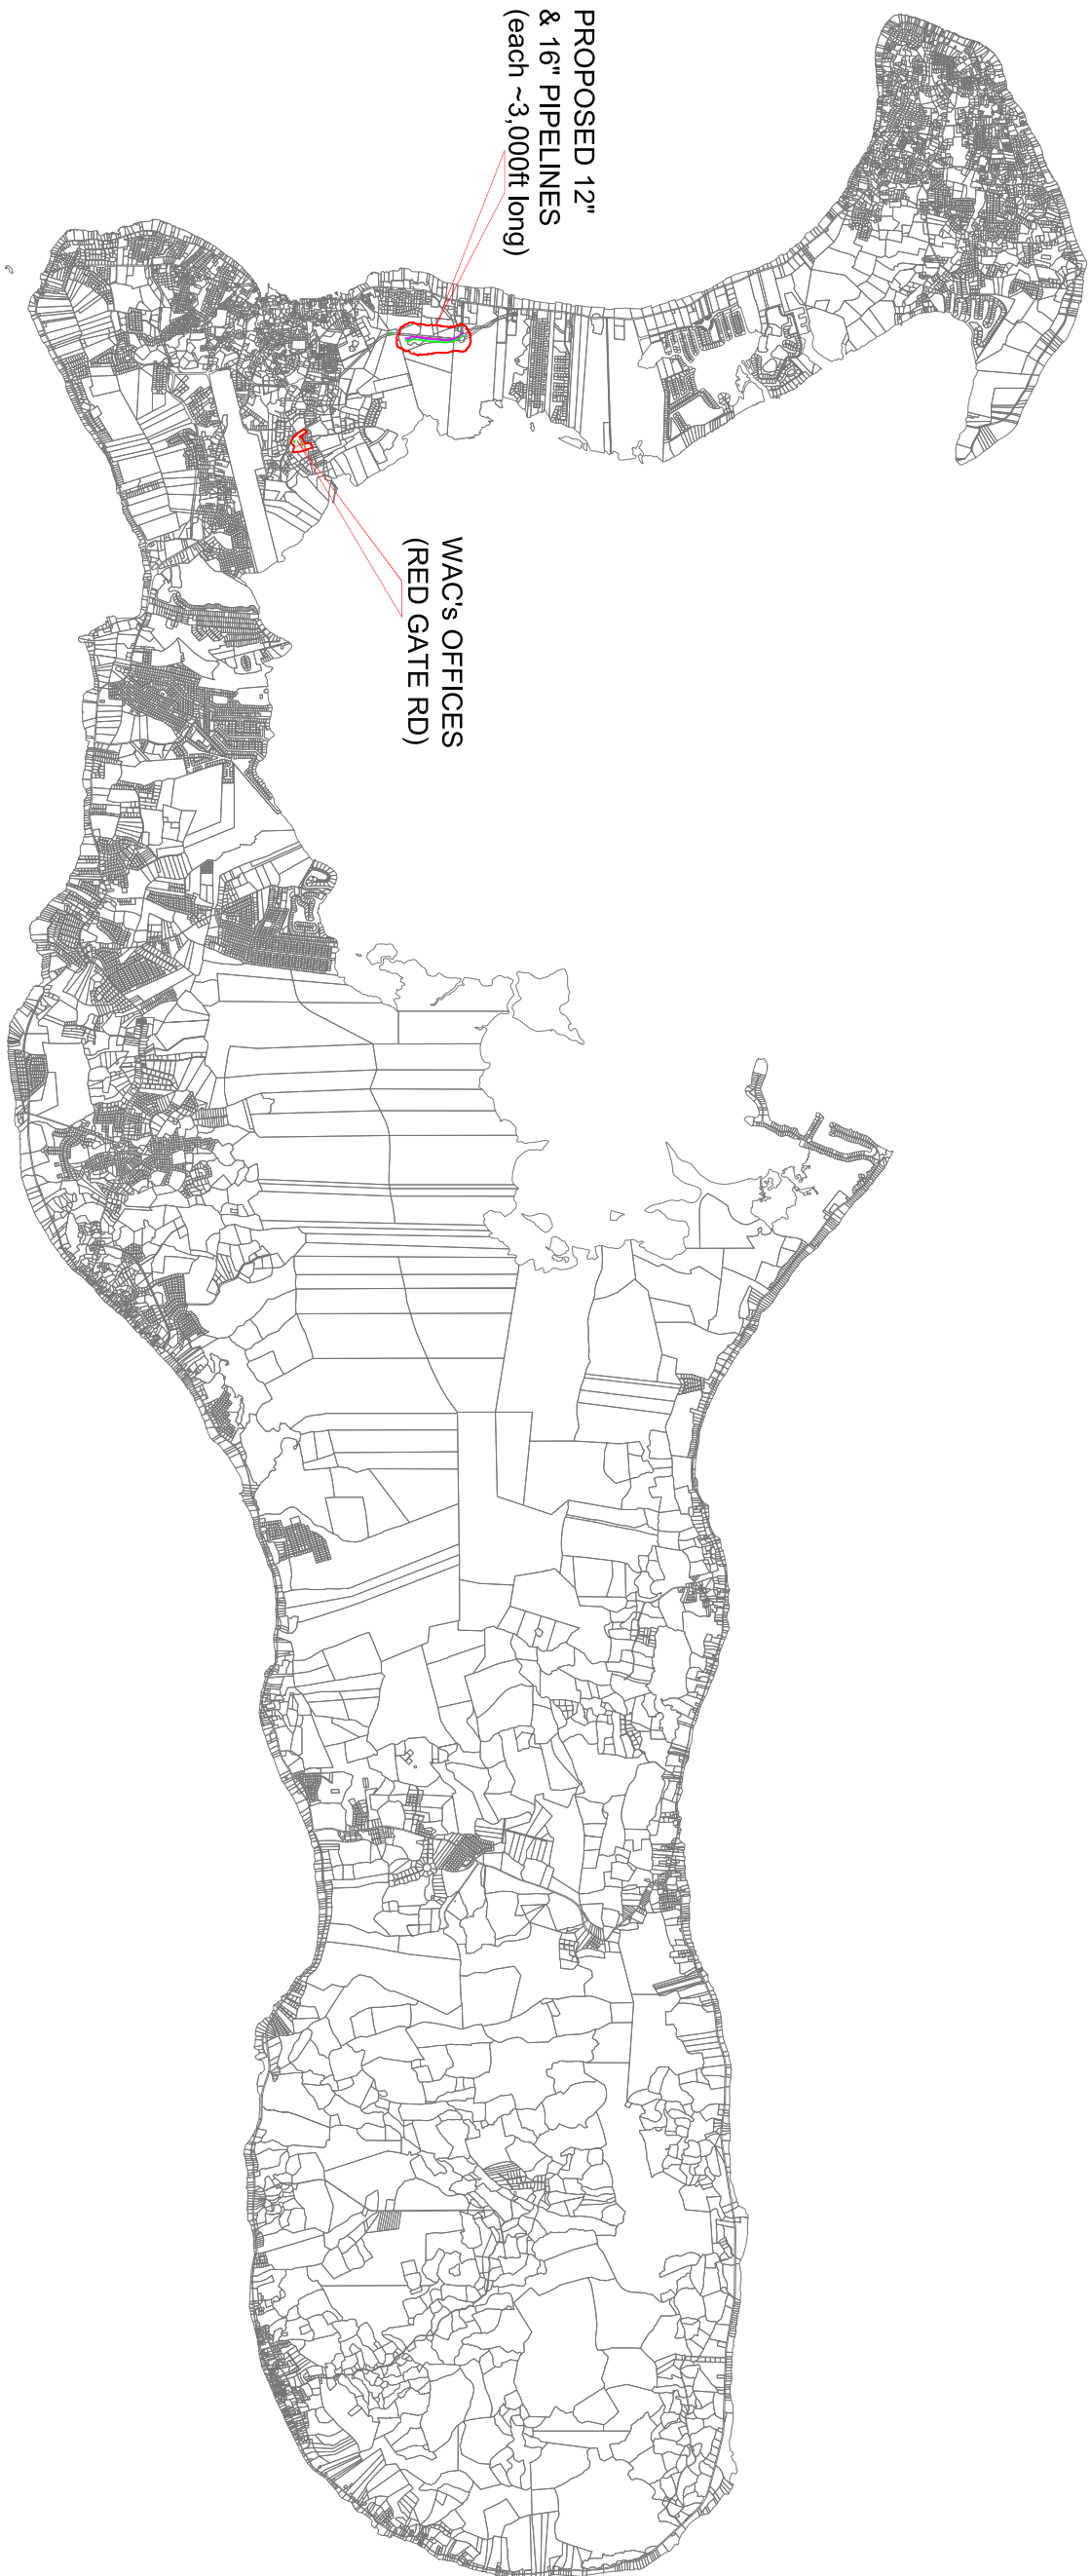 PROPOSED 12"
& 16" PIPELINES
(each ~3,000ft long)
WAC's OFFICES
(RED GATE RD)